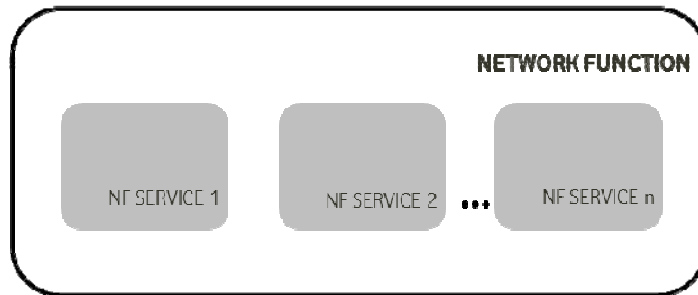 NETWORK FUNCTION
NF SERVICE 1
NF SERVICE 2
...
NF SERVICE n